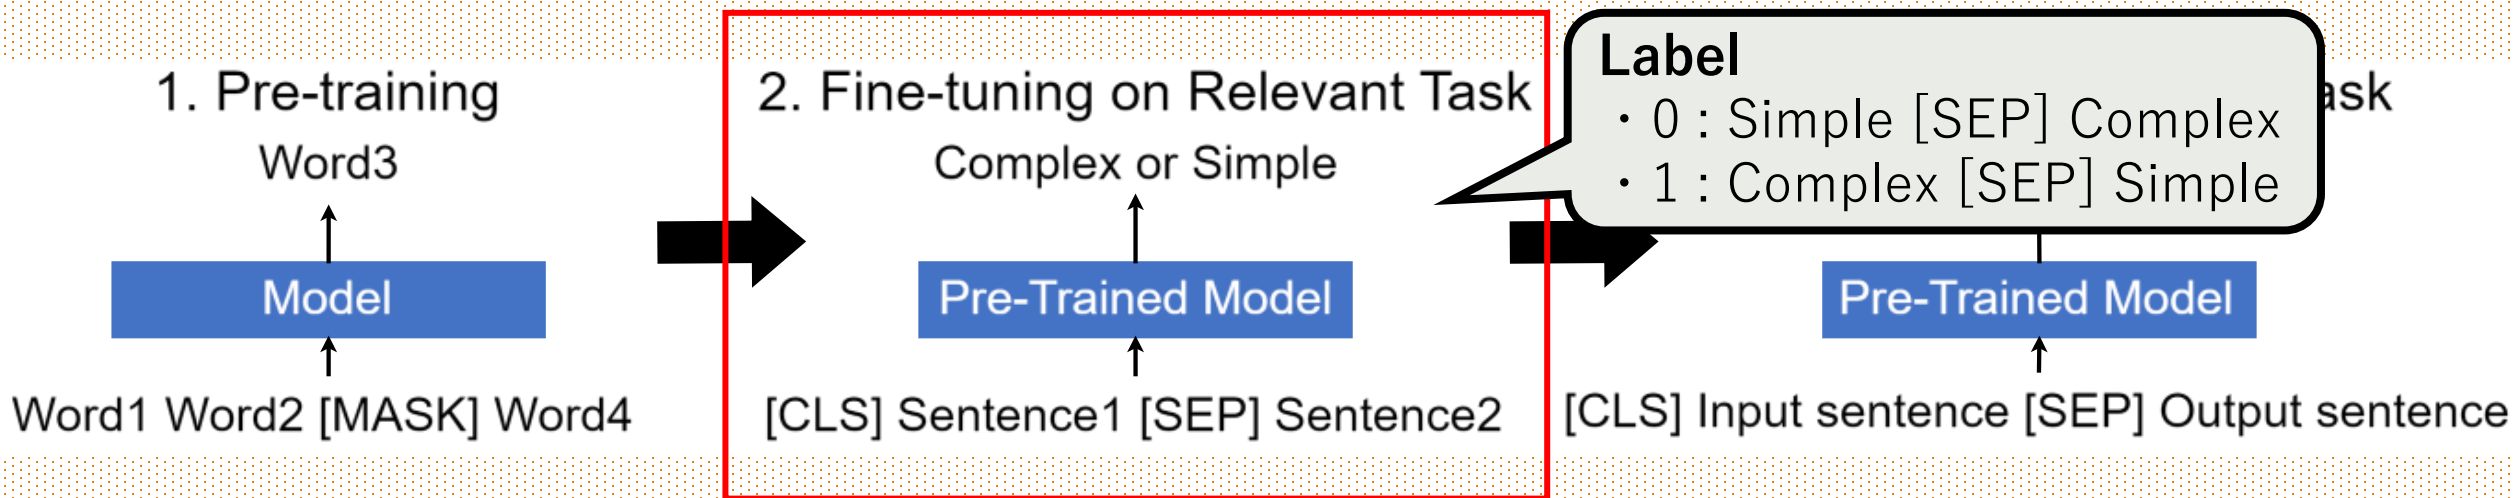 1. Pre-training
Word3
Model
Word1 Word2 [MASK] Word4
2. Fine-tuning on Relevant Task
Complex or Simple
Pre-Trained Model
[CLS] Sentence1 [SEP] Sentence2
Label
・0 : Simple [SEP] Complex
・1 : Complex [SEP] Simple
Pre-Trained Model
[CLS] Input sentence [SEP] Output sentence